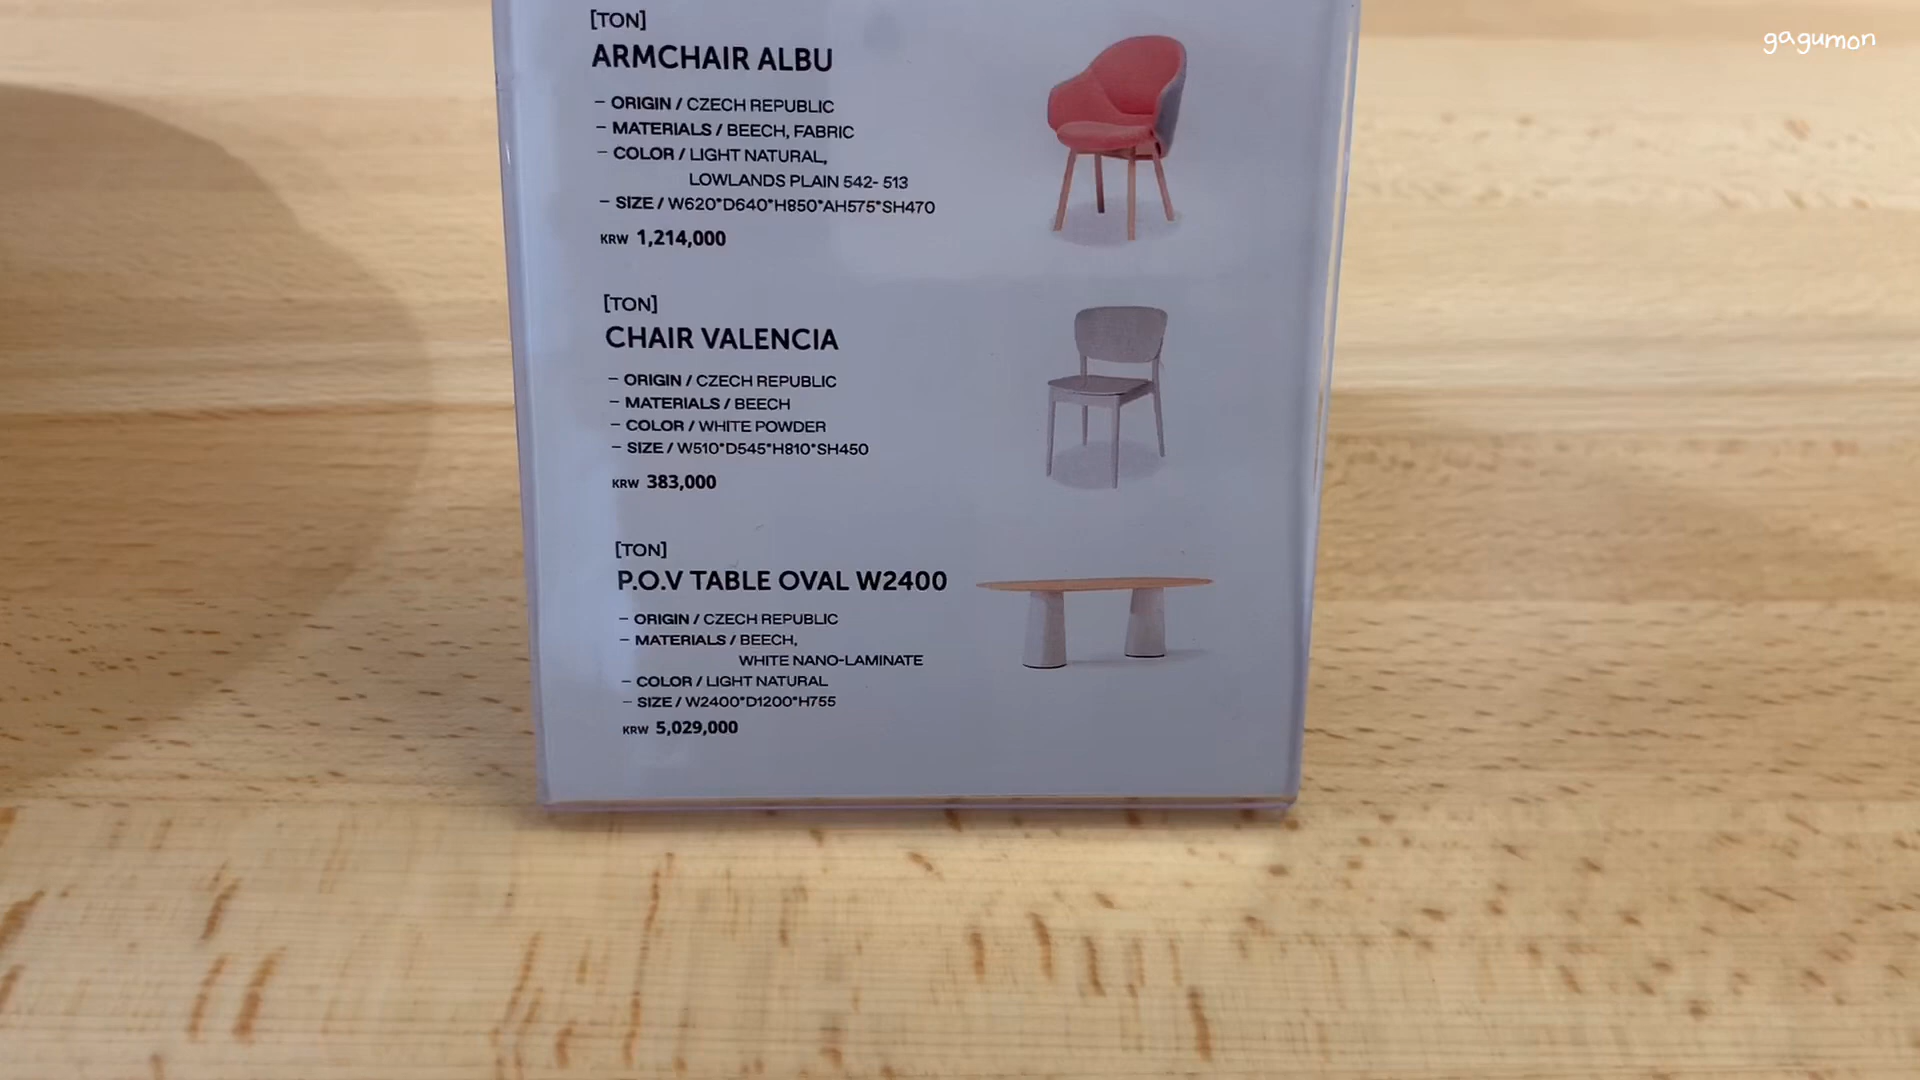 gagumon
[TON]
ARMCHAIR ALBU
– ORIGIN / CZECH REPUBLIC
– MATERIALS / BEECH, FABRIC
– COLOR / LIGHT NATURAL,
LOWLANDS PLAIN 542- 513
– SIZE / W620*D640*H850*AH575*SH470
KRW 1,214,000
[TON]
CHAIR VALENCIA
– ORIGIN / CZECH REPUBLIC
– MATERIALS / BEECH
– COLOR / WHITE POWDER
– SIZE / W510*D545*H810*SH450
KRW 383,000
[TON]
P.O.V TABLE OVAL W2400
– ORIGIN / CZECH REPUBLIC
– MATERIALS / BEECH,
WHITE NANO-LAMINATE
– COLOR / LIGHT NATURAL
– SIZE / W2400*D1200*H755
KRW 5,029,000